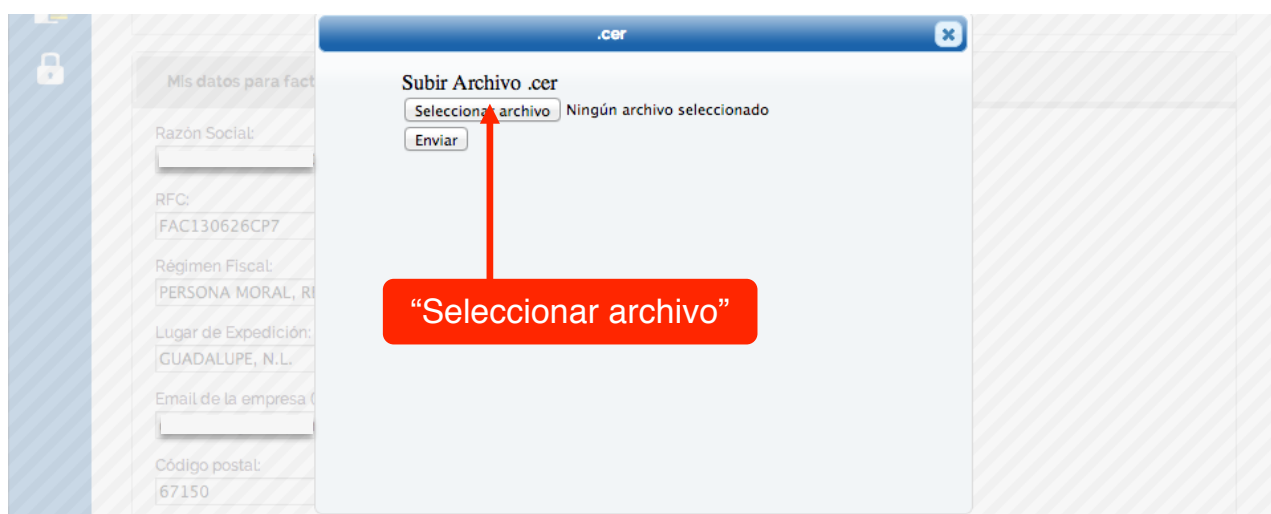 .cer
Subir Archivo .cer
Seleccionar archivo Ningún archivo seleccionado
Enviar
“Seleccionar archivo”
Mis datos para fact
Razón Social:
RFC:
FAC130626CP7
Régimen Fiscal:
PERSONA MORAL, RE
Lugar de Expedición:
GUADALUPE, N.L.
Email de la empresa (
Código postal:
67150